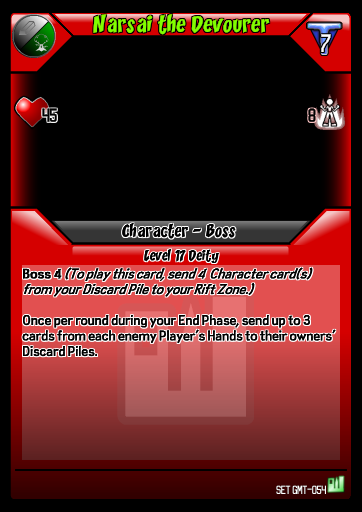 Narsai the Devourer
7
45
8
Character - Boss
Level 17 Deity
Boss 4 (To play this card, send 4 Character card(s)
from your Discard Pile to your Rift Zone.)
Once per round during your End Phase, send up to 3
cards from each enemy Player's Hands to their owners'
Discard Piles.
SET GMT-054